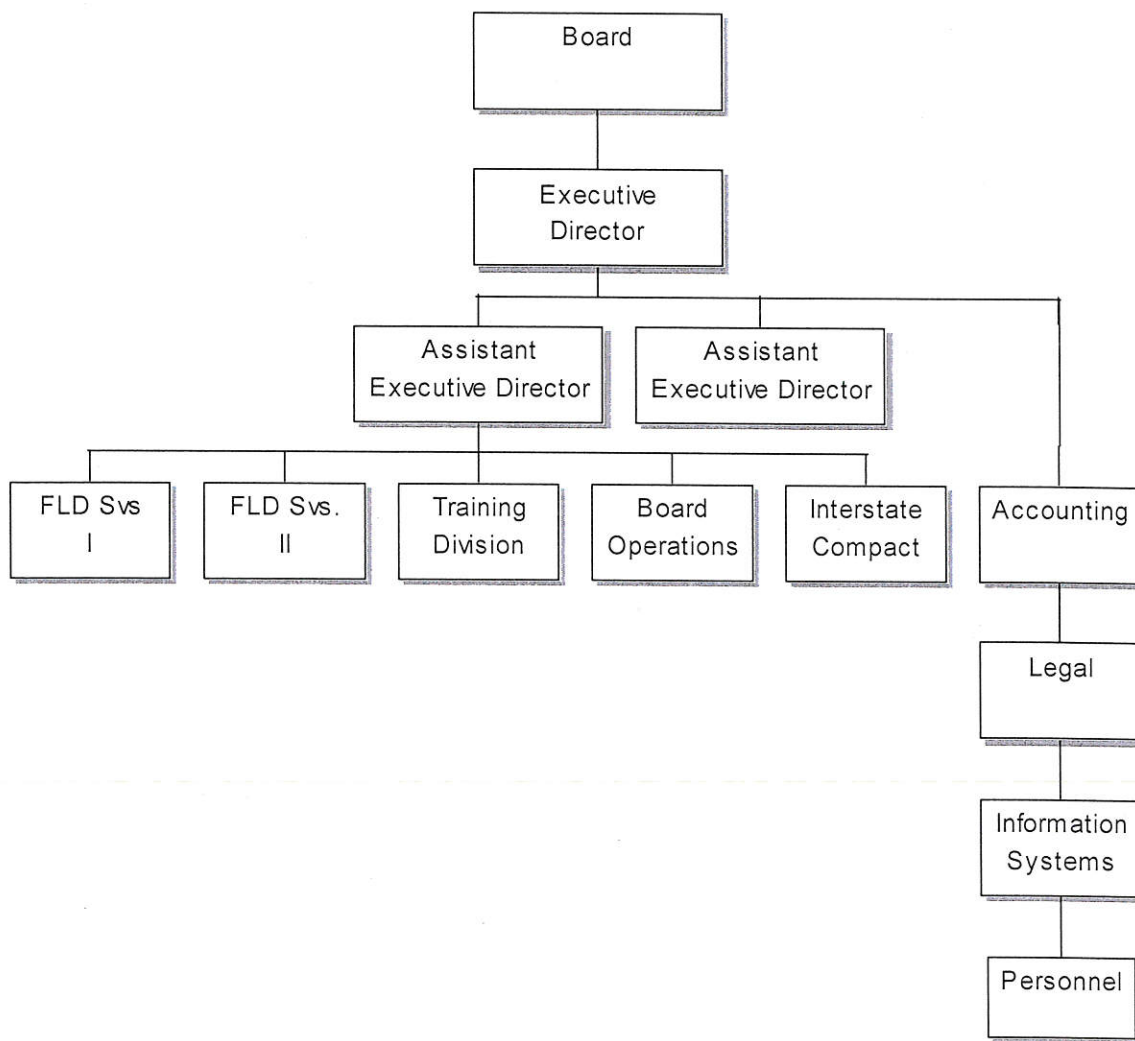 Board
Executive
Director
Assistant
Executive Director
Assistant
Executive Director
FLD Svs
I
FLD Svs.
II
Training
Division
Board
Operations
Interstate
Compact
Accounting
Legal
Information
Systems
Personnel